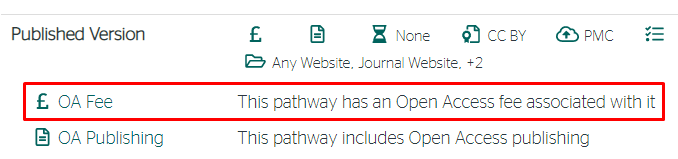 Published Version £ None CC BY PMC
Any Website, Journal Website, +2
£ OA Fee This pathway has an Open Access fee associated with it
OA Publishing This pathway includes Open Access publishing